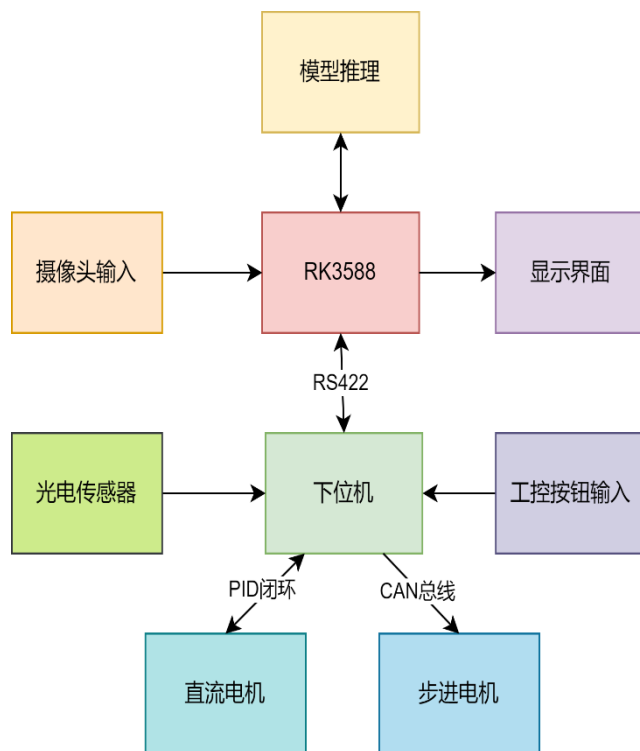 模型推理
摄像头输入
RK3588
显示界面
RS422
光电传感器
下位机
工控按钮输入
PID闭环
CAN总线
直流电机
步进电机